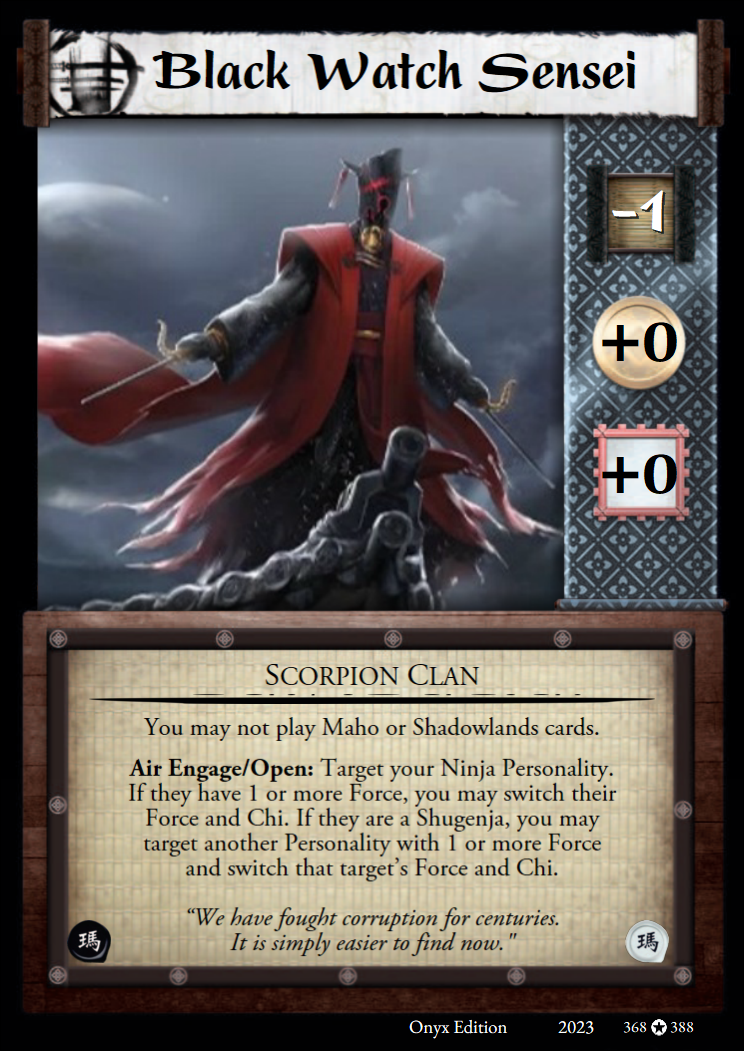 Black Watch Sensei
-1
+0
+0
Scorpion Clan
You may not play Maho or Shadowlands cards.
Air Engage/Open: Target your Ninja Personality.
If they have 1 or more Force, you may switch their
Force and Chi. If they are a Shugenja, you may
target another Personality with 1 or more Force
and switch that target's Force and Chi.
"We have fought corruption for centuries.
It is simply easier to find now."
瑪 瑪
Onyx Edition 2023 368 ✪ 388